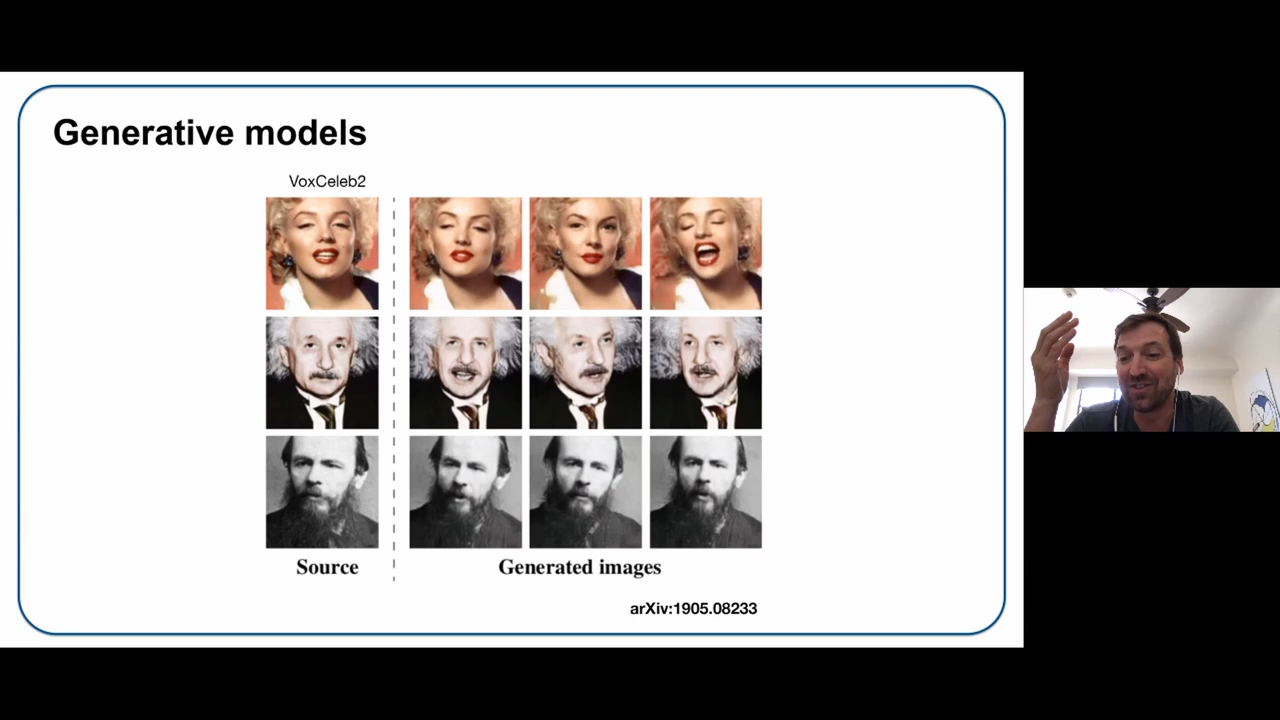 Generative models
VoxCeleb2
Source
Generated images
arXiv:1905.08233